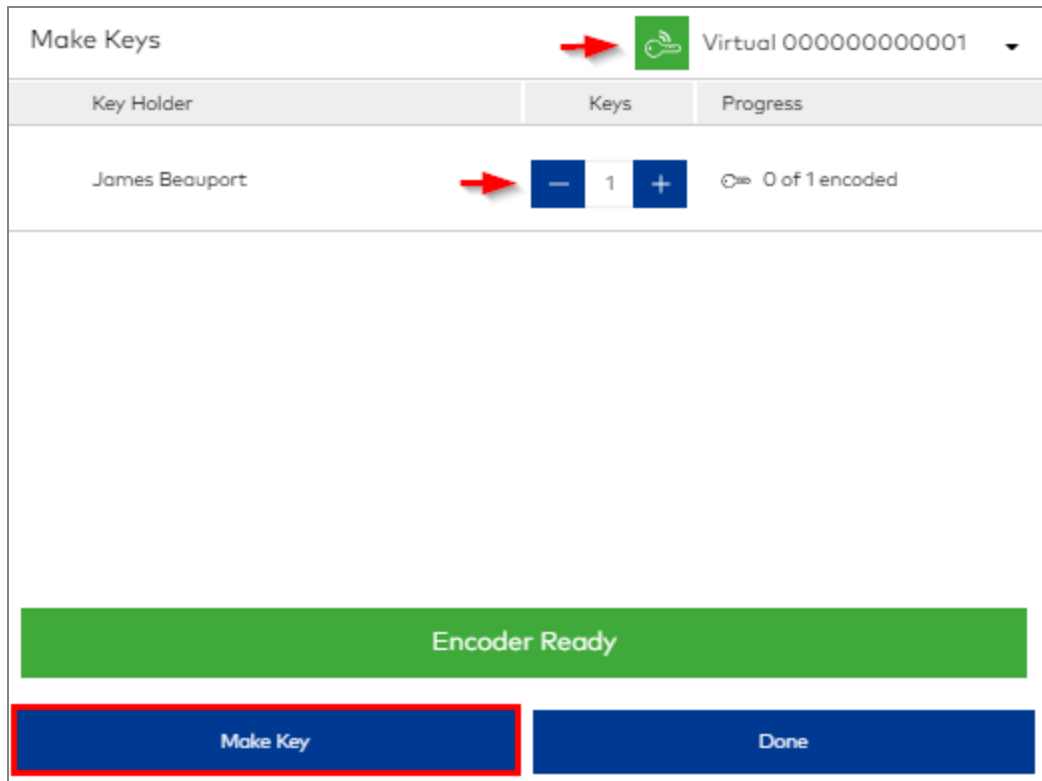 Make Keys Virtual 000000000001
Key Holder Keys Progress
James Beauport − 1 + 0 of 1 encoded
Encoder Ready
Make Key Done